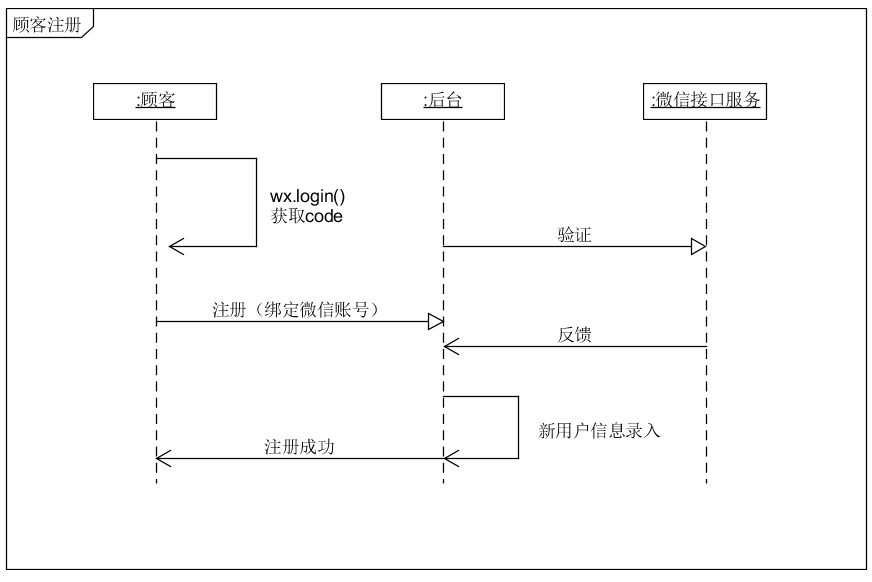 顾客注册
:顾客
:后台
:微信接口服务
wx.login()
获取code
验证
注册（绑定微信账号）
反馈
新用户信息录入
注册成功